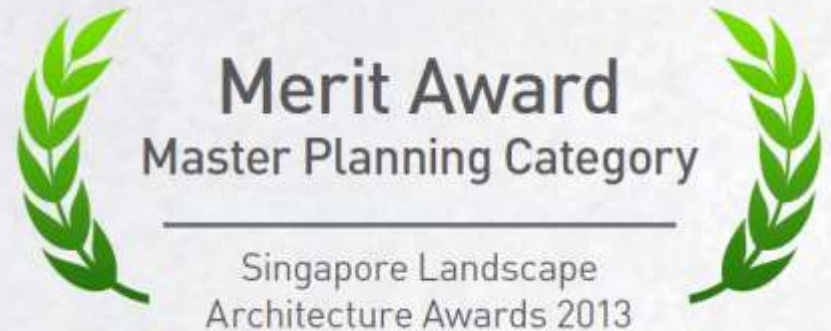 Merit Award
Master Planning Category
Singapore Landscape
Architecture Awards 2013